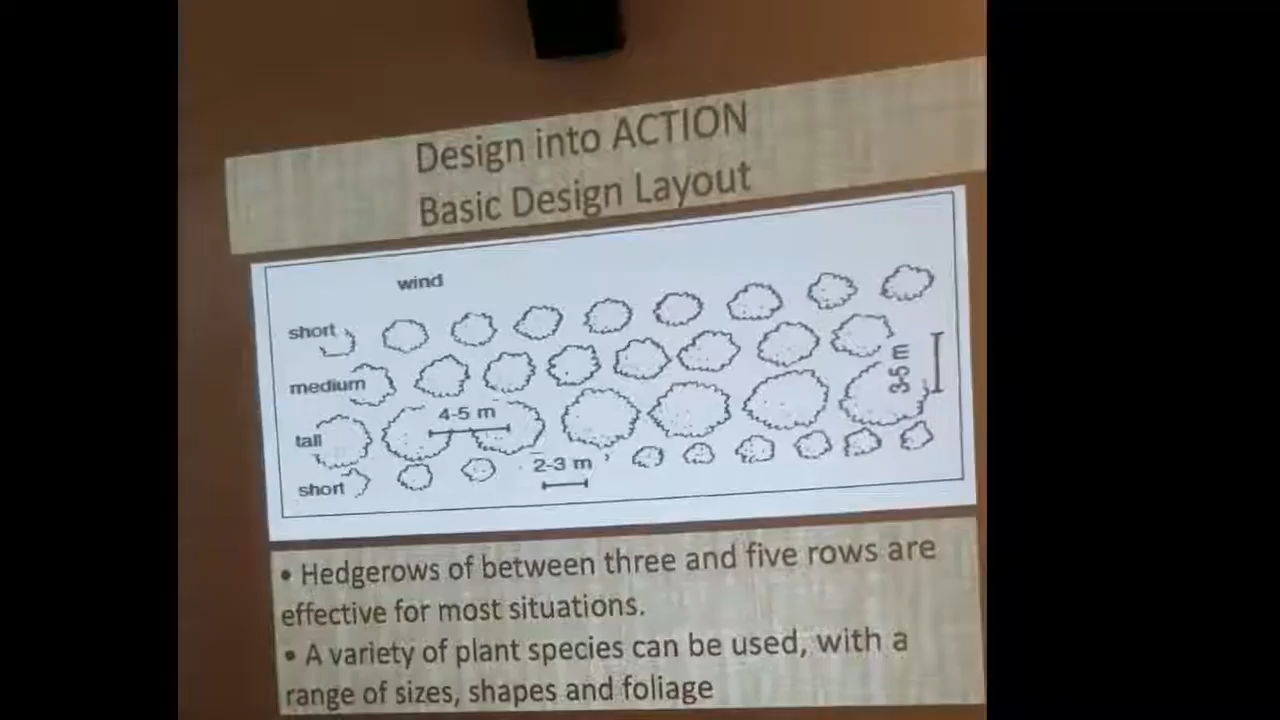 Design into ACTION
Basic Design Layout
wind
short
medium
3-5 m
4-5 m
tall
2-3 m
short
• Hedgerows of between three and five rows are
effective for most situations.
• A variety of plant species can be used, with a
range of sizes, shapes and foliage